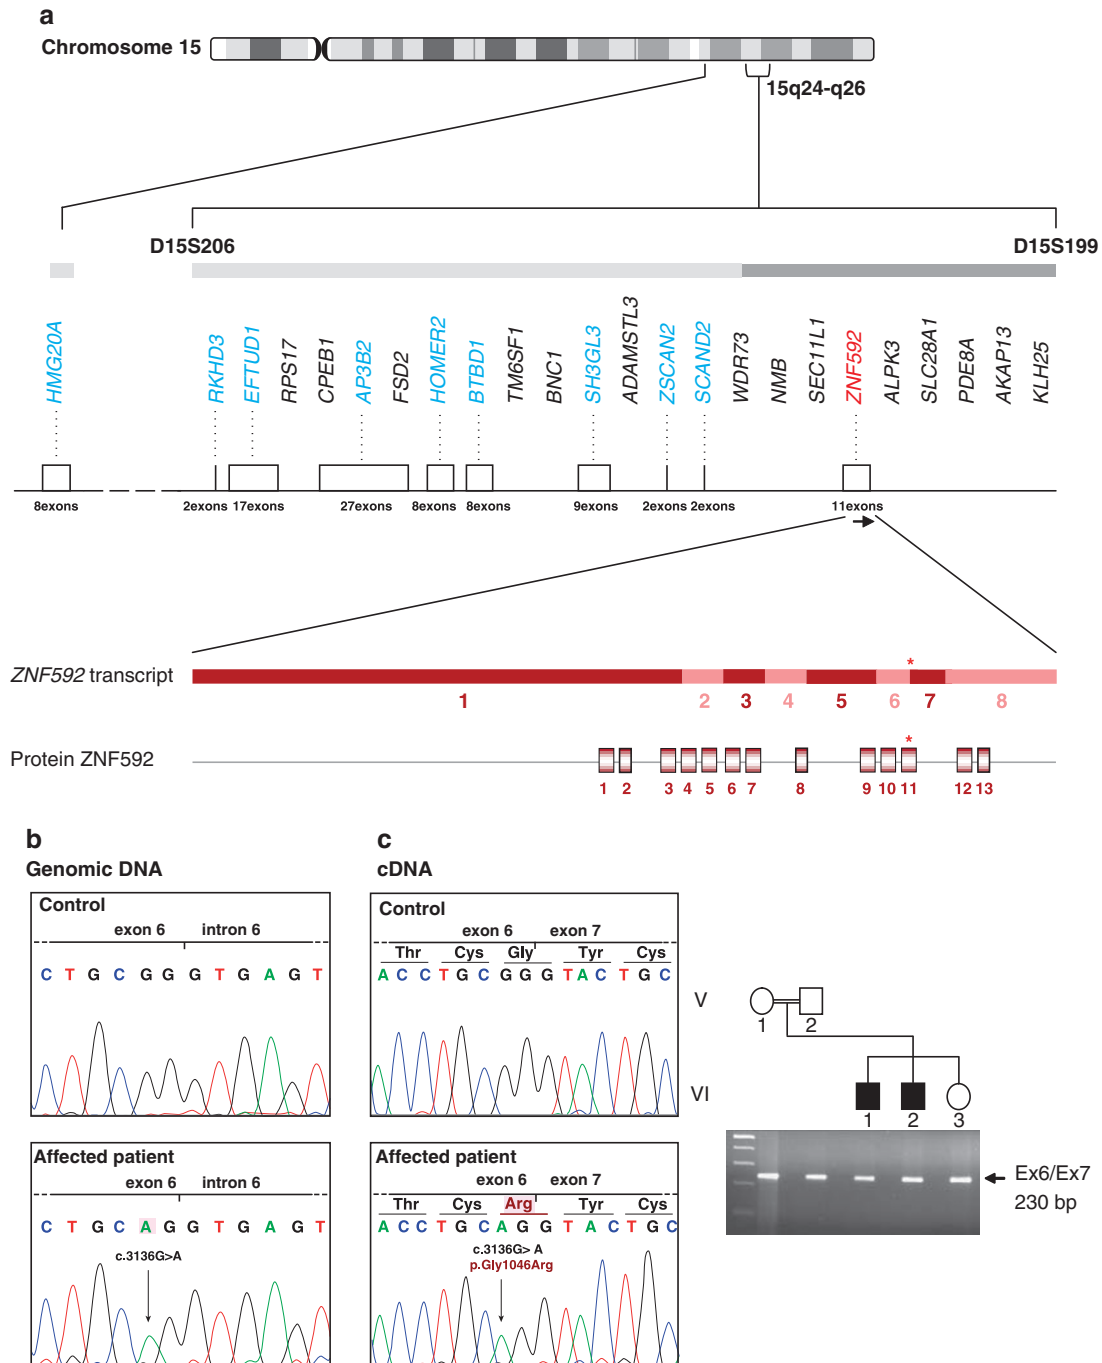 a
Chromosome 15
15q24-q26
D15S206
D15S199
HMG20A
RKHD3
EFTUD1
RPS17
CPEB1
AP3B2
FSD2
HOMER2
BTBD1
TM6SF1
BNC1
SH3GL3
ADAMSTL3
ZSCAN2
SCAND2
WDR73
NMB
SEC11L1
ZNF592
ALPK3
SLC28A1
PDE8A
AKAP13
KLH25
8exons 2exons 17exons 27exons 8exons 8exons 9exons 2exons 2exons 11exons
ZNF592 transcript
*
1 2 3 4 5 6 7 8
Protein ZNF592
*
1 2 3 4 5 6 7 8 9 10 11 12 13
b
Genomic DNA
Control
exon 6 intron 6
C T G C G G G T G A G T
Affected patient
exon 6 intron 6
C T G C A G G T G A G T
c.3136G>A
c
cDNA
Control
exon 6 exon 7
Thr Cys Gly Tyr Cys
A C C T G C G G G T A C T G C
Affected patient
exon 6 exon 7
Thr Cys Arg Tyr Cys
A C C T G C A G G T A C T G C
c.3136G> A
p.Gly1046Arg
V
1 2
VI
1 2 3
Ex6/Ex7
230 bp